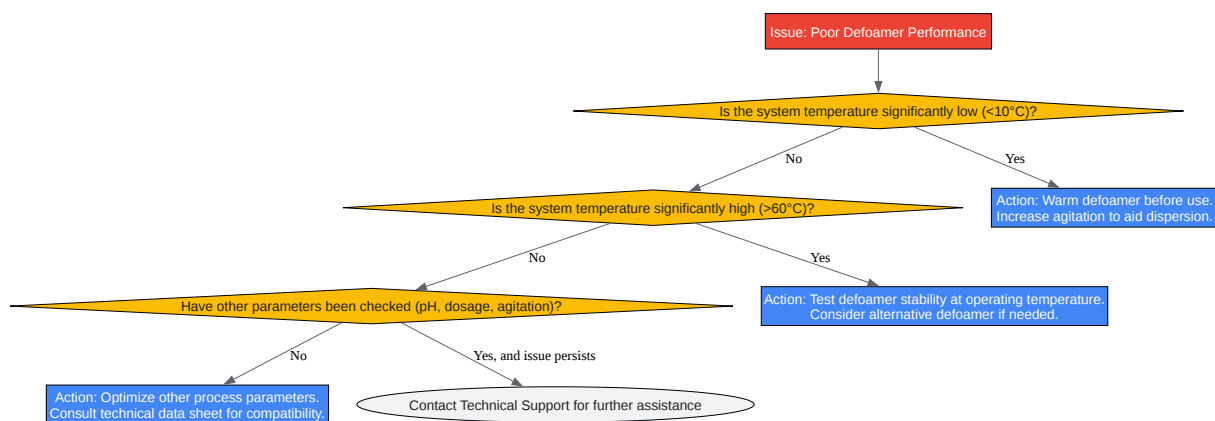 Issue: Poor Defoamer Performance
Is the system temperature significantly low (<10°C)?
No
Yes
Is the system temperature significantly high (>60°C)?
Action: Warm defoamer before use.
Increase agitation to aid dispersion.
No
Yes
Have other parameters been checked (pH, dosage, agitation)?
Action: Test defoamer stability at operating temperature.
Consider alternative defoamer if needed.
No
Yes, and issue persists
Action: Optimize other process parameters.
Consult technical data sheet for compatibility.
Contact Technical Support for further assistance